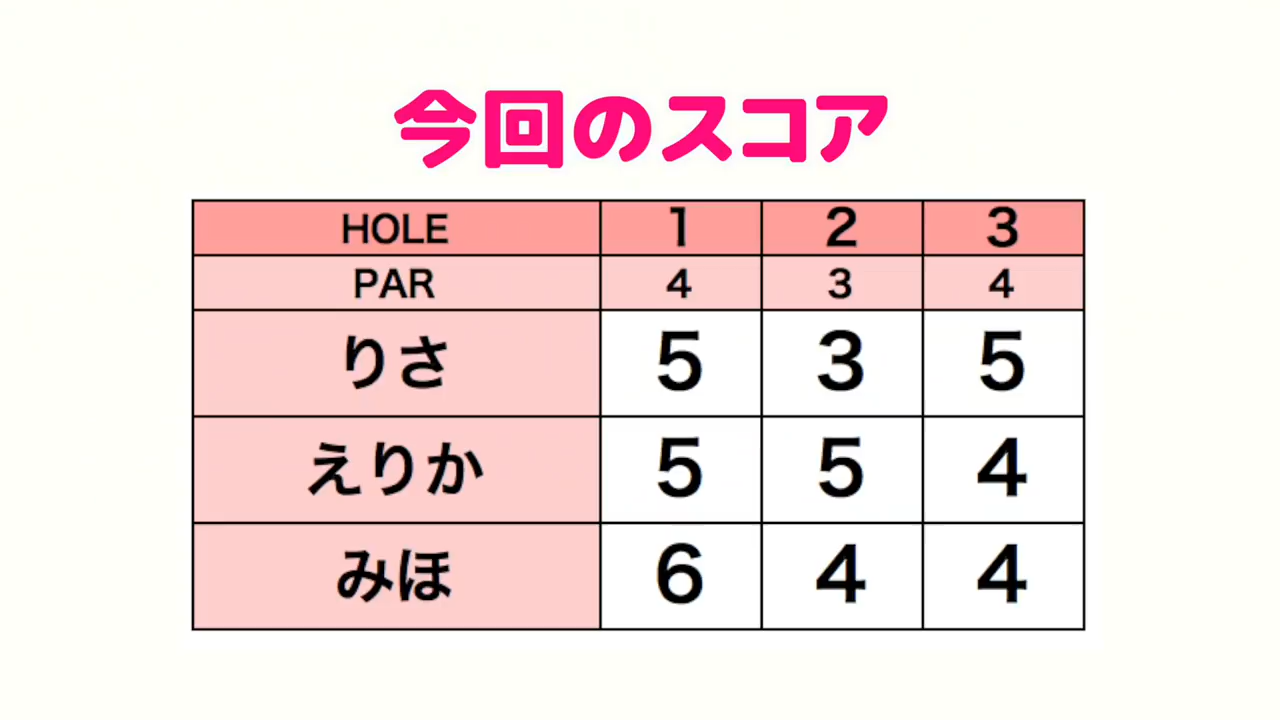 今回のスコア
HOLE 1 2 3
PAR 4 3 4
りさ 5 3 5
えりか 5 5 4
みほ 6 4 4